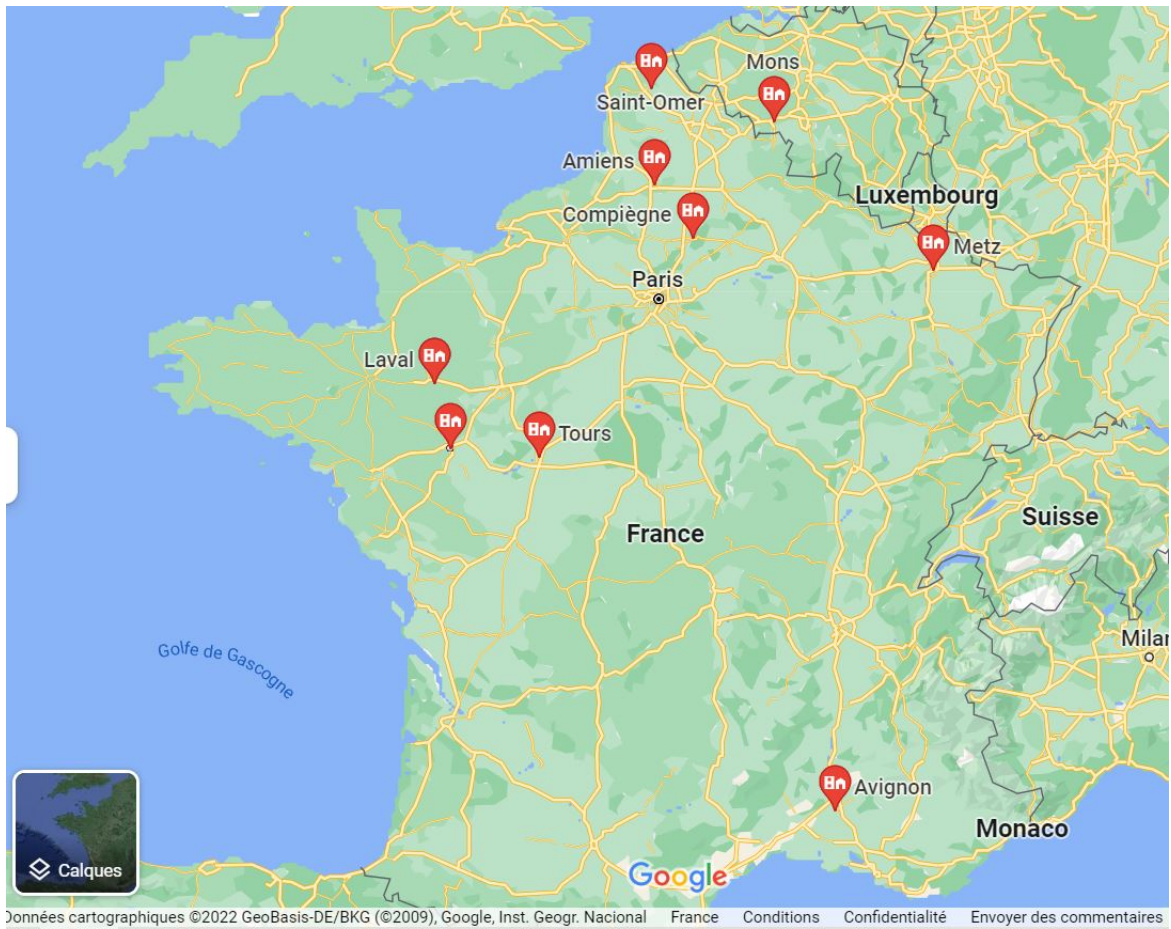 Mons
Saint-Omer
Amiens
Luxembourg
Compiègne
Metz
Paris
Laval
Tours
Suisse
France
Milan
Golfe de Gascogne
Avignon
Monaco
Calques
Google
Données cartographiques ©2022 GeoBasis-DE/BKG (©2009), Google, Inst. Geogr. Nacional France Conditions Confidentialité Envoyer des commentaires